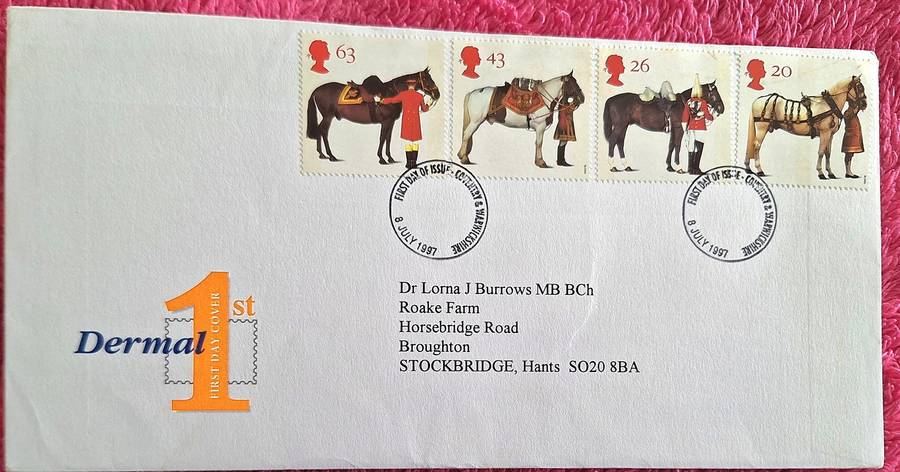 63
43
26
20
FIRST DAY OF ISSUE · COVENTRY & WARWICKSHIRE
8 JULY 1997
FIRST DAY OF ISSUE · COVENTRY & WARWICKSHIRE
8 JULY 1997
Dr Lorna J Burrows MB BCh
Roake Farm
Horsebridge Road
Broughton
STOCKBRIDGE, Hants SO20 8BA
Dermal 1st
FIRST DAY COVER